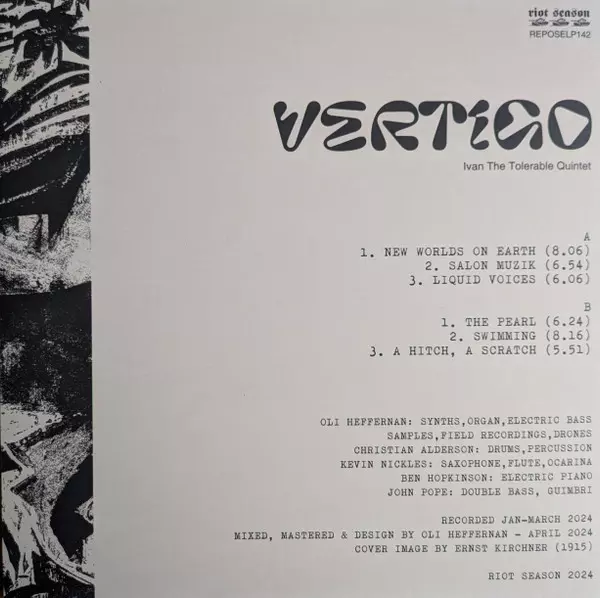 riot season
REPOSELP142
VERTIGO
Ivan The Tolerable Quintet
A
1. NEW WORLDS ON EARTH (8.06)
2. SALON MUZIK (6.54)
3. LIQUID VOICES (6.06)
B
1. THE PEARL (6.24)
2. SWIMMING (8.16)
3. A HITCH, A SCRATCH (5.51)
OLI HEFFERNAN: SYNTHS,ORGAN,ELECTRIC BASS
SAMPLES,FIELD RECORDINGS,DRONES
CHRISTIAN ALDERSON: DRUMS,PERCUSSION
KEVIN NICKLES: SAXOPHONE,FLUTE,OCARINA
BEN HOPKINSON: ELECTRIC PIANO
JOHN POPE: DOUBLE BASS, GUIMBRI
RECORDED JAN-MARCH 2024
MIXED, MASTERED & DESIGN BY OLI HEFFERNAN - APRIL 2024
COVER IMAGE BY ERNST KIRCHNER (1915)
RIOT SEASON 2024